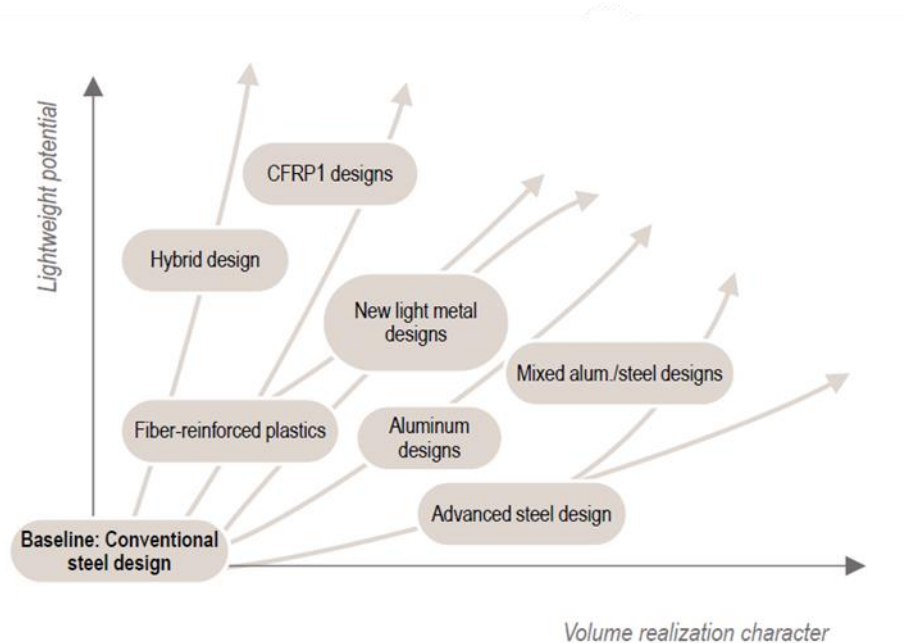 Lightweight potential
CFRP1 designs
Hybrid design
New light metal
designs
Mixed alum./steel designs
Fiber-reinforced plastics
Aluminum
designs
Advanced steel design
Baseline: Conventional
steel design
Volume realization character